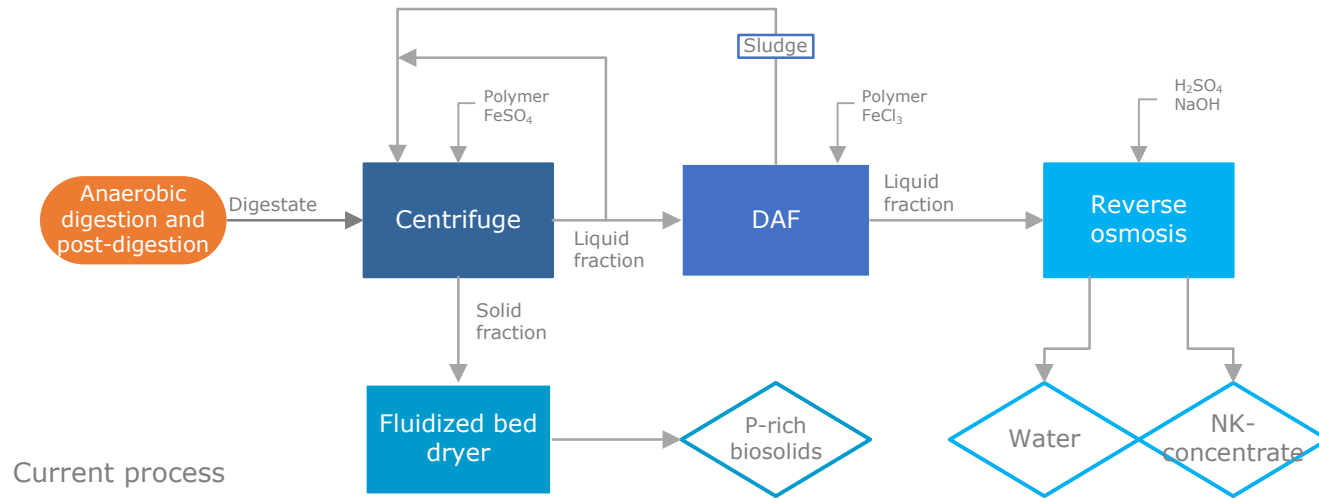 Sludge
Polymer
FeSO₄
Polymer
FeCl₃
H₂SO₄
NaOH
Anaerobic
digestion and
post-digestion
Digestate
Centrifuge
Liquid
fraction
DAF
Liquid
fraction
Reverse
osmosis
Solid
fraction
Fluidized bed
dryer
P-rich
biosolids
Water
NK-
concentrate
Current process